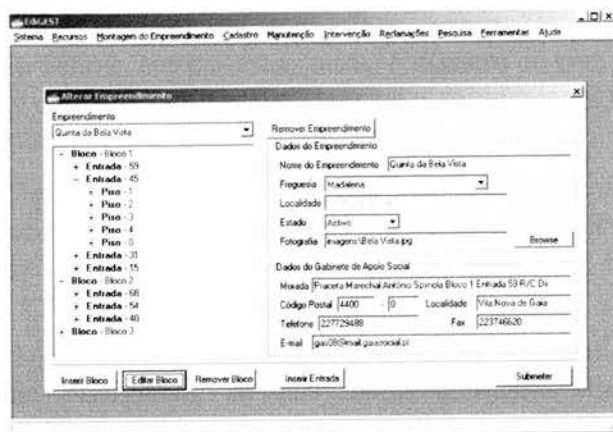 EdiGEST
Sistema Recursos Montagem do Empreendimento Cadastro Manutenção Intervenção Reclamações Pesquisa Ferramentas Ajuda
Alterar Empreendimento
Empreendimento
Quinta da Bela Vista
Remover Empreendimento
- Bloco - Bloco 1
+ Entrada - 59
- Entrada - 45
+ Piso - 1
+ Piso - 2
+ Piso - 3
+ Piso - 4
+ Piso - 0
+ Entrada - 31
+ Entrada - 15
- Bloco - Bloco 2
+ Entrada - 68
+ Entrada - 54
+ Entrada - 40
+ Bloco - Bloco 3
Dados do Empreendimento
Nome do Empreendimento Quinta da Bela Vista
Freguesia Madalena
Localidade
Estado Activo
Fotografia imagens\Bela Vista.jpg Browse
Dados do Gabinete de Apoio Social
Morada Praceta Marechal António Spinola Bloco 1 Entrada 59 R/C Dt
Código Postal 4400 - 0 Localidade Vila Nova de Gaia
Telefone 227729488 Fax 223746620
E-mail gas08@mail.gaiasocial.pt
Inserir Bloco Editar Bloco Remover Bloco Inserir Entrada Submeter